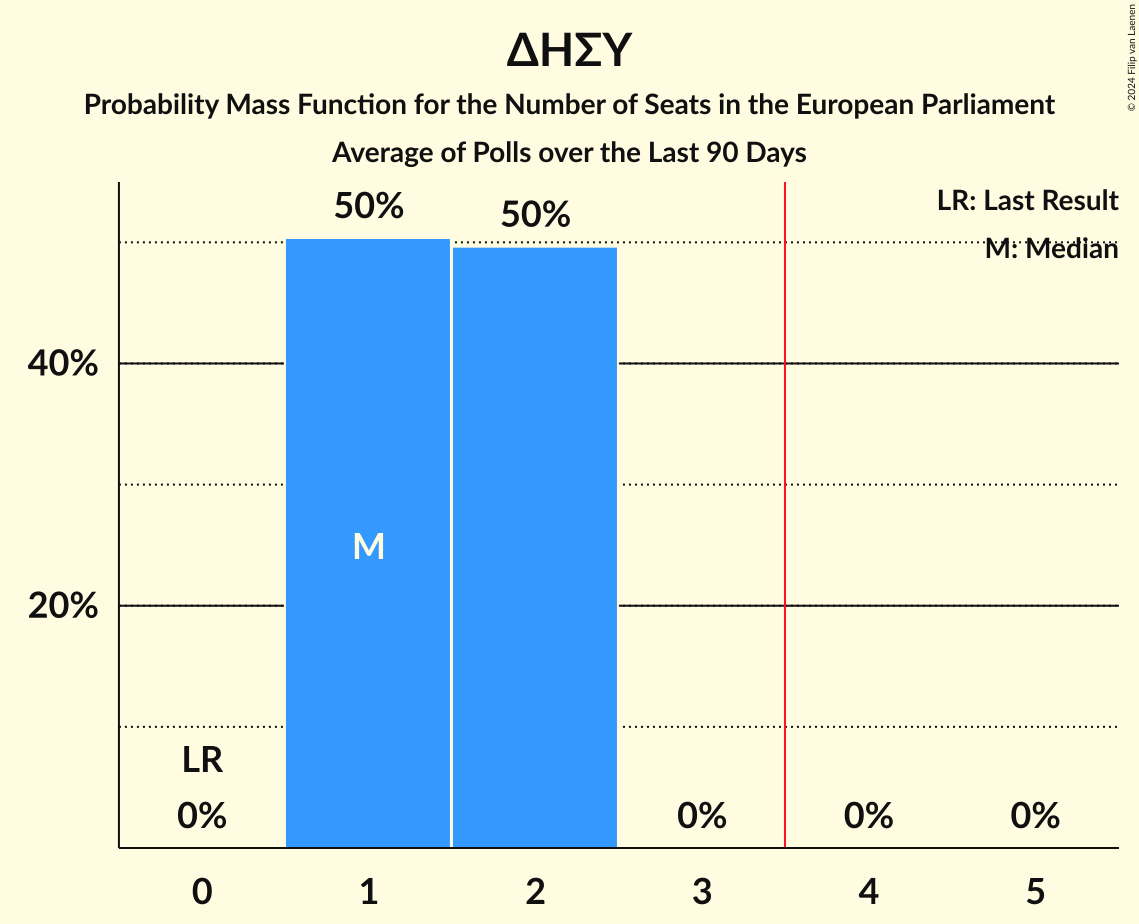 ΔΗΣΥ
Probability Mass Function for the Number of Seats in the European Parliament
Average of Polls over the Last 90 Days
© 2024 Filip van Laenen
LR: Last Result
M: Median
50%
50%
40%
M
20%
LR
0%
0%
0%
0%
0
1
2
3
4
5